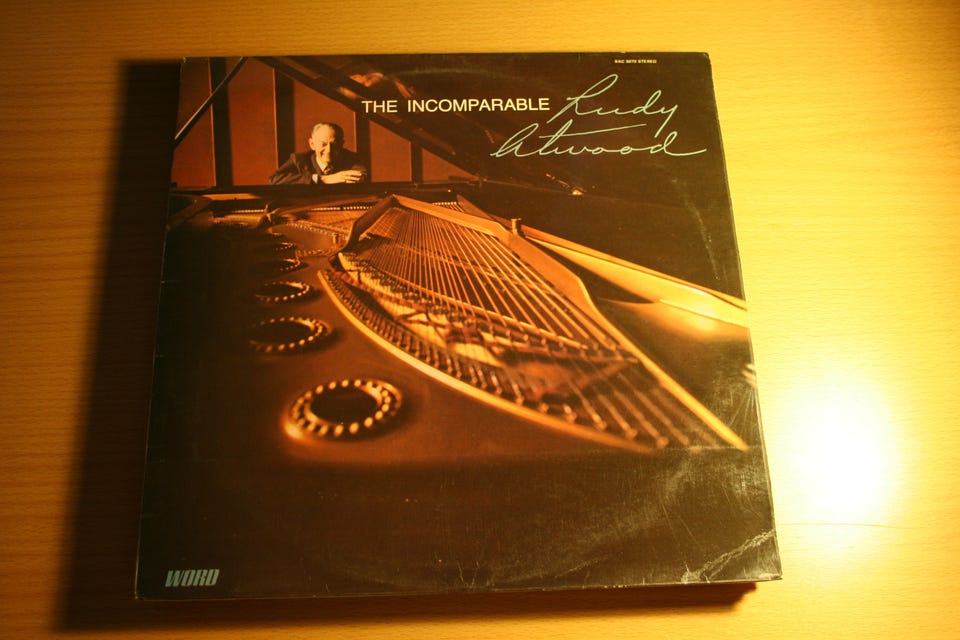 SAC 5070 STEREO
THE INCOMPARABLE Rudy
Atwood
WORD